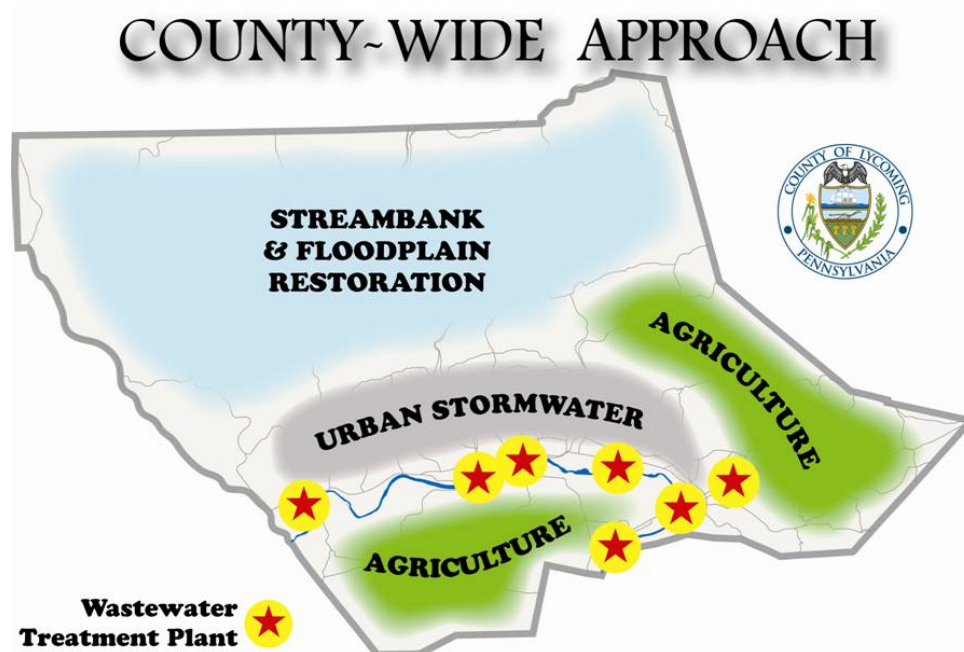 COUNTY-WIDE APPROACH
STREAMBANK
& FLOODPLAIN
RESTORATION
COUNTY OF LYCOMING
PENNSYLVANIA
AGRICULTURE
URBAN STORMWATER
AGRICULTURE
Wastewater
Treatment Plant